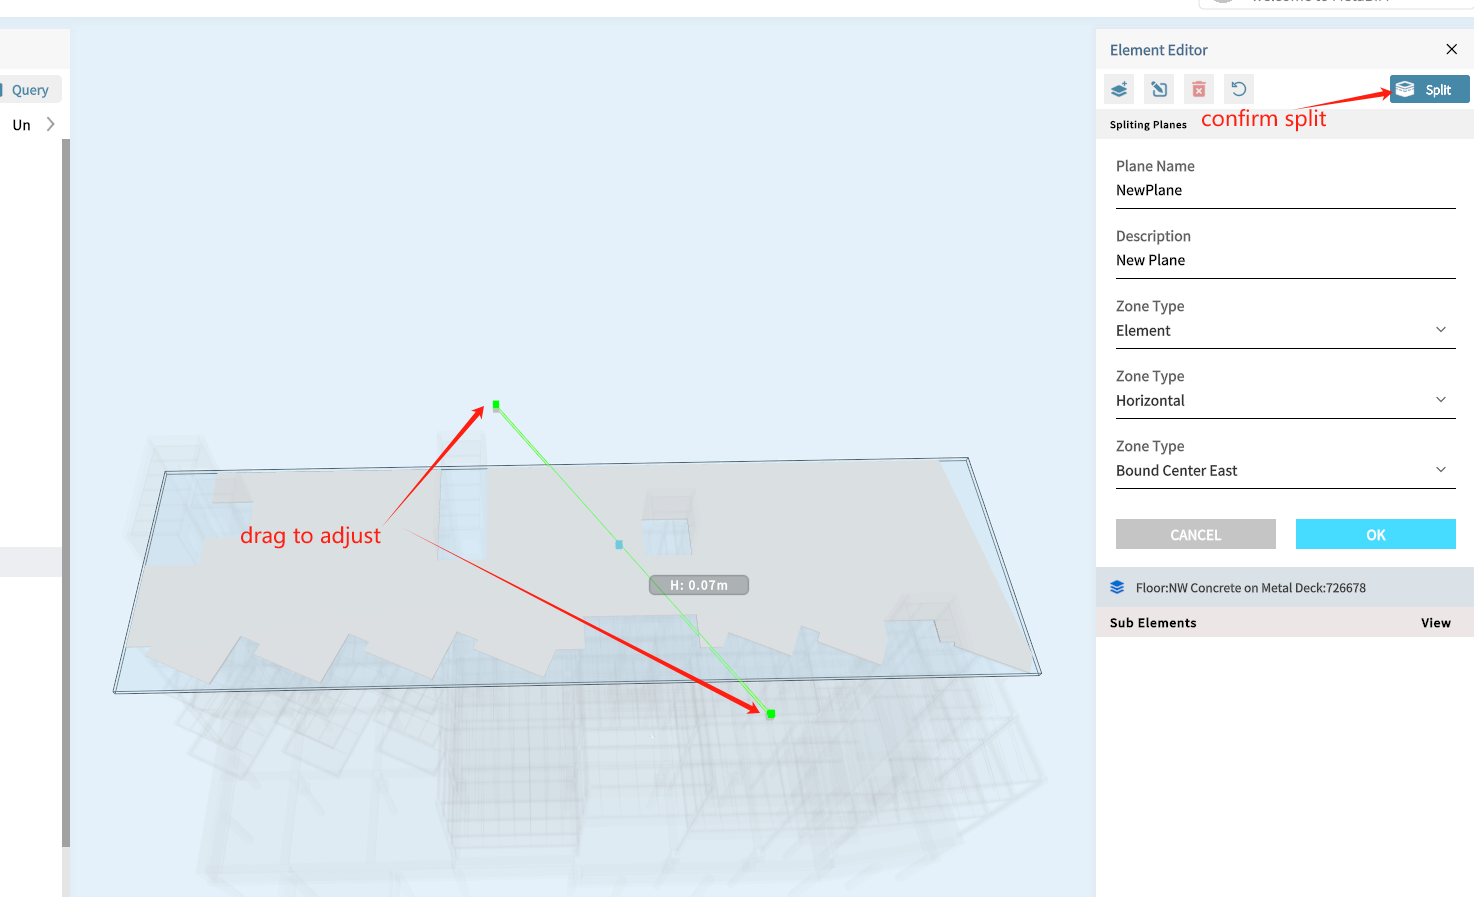 Element Editor
Query
Split
Un
confirm split
Spliting Planes
Plane Name
NewPlane
Description
New Plane
Zone Type
Element
Zone Type
Horizontal
Zone Type
Bound Center East
drag to adjust
CANCEL
OK
H: 0.07m
Floor:NW Concrete on Metal Deck:726678
Sub Elements
View